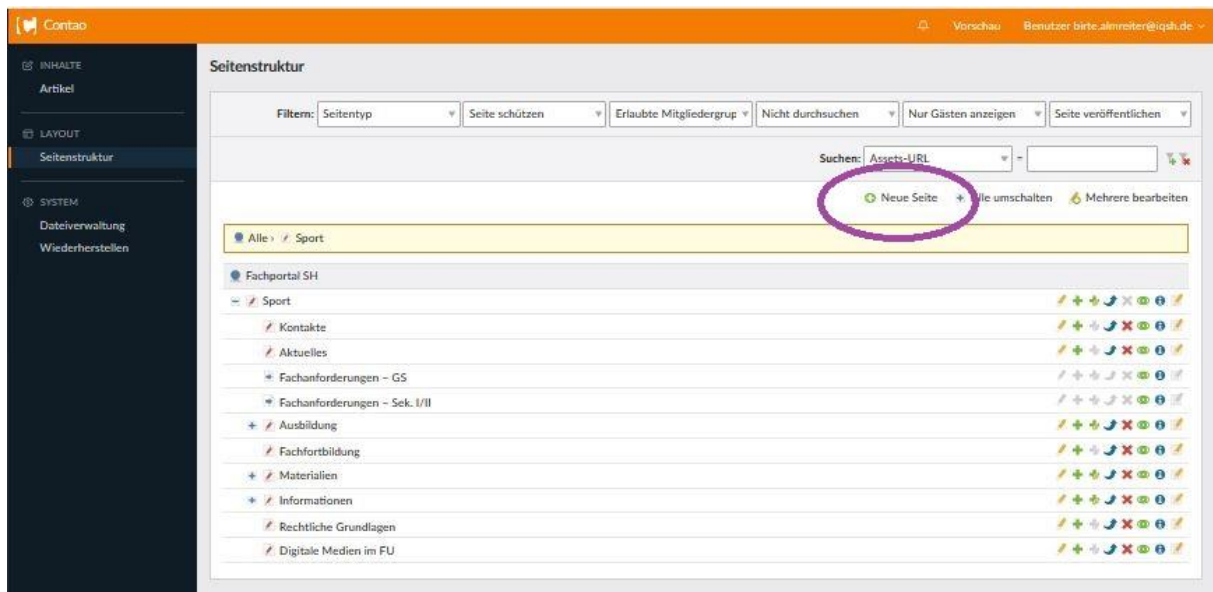 Contao
Vorschau Benutzer birte.almreiter@iqsh.de
INHALTE
Artikel
LAYOUT
Seitenstruktur
SYSTEM
Dateiverwaltung
Wiederherstellen
Seitenstruktur
Filtern: Seitentyp Seite schützen Erlaubte Mitgliedergrup Nicht durchsuchen Nur Gästen anzeigen Seite veröffentlichen
Suchen: Assets-URL =
Neue Seite + Alle umschalten Mehrere bearbeiten
Alle › Sport
Fachportal SH
Sport
Kontakte
Aktuelles
Fachanforderungen – GS
Fachanforderungen – Sek. I/II
Ausbildung
Fachfortbildung
Materialien
Informationen
Rechtliche Grundlagen
Digitale Medien im FU